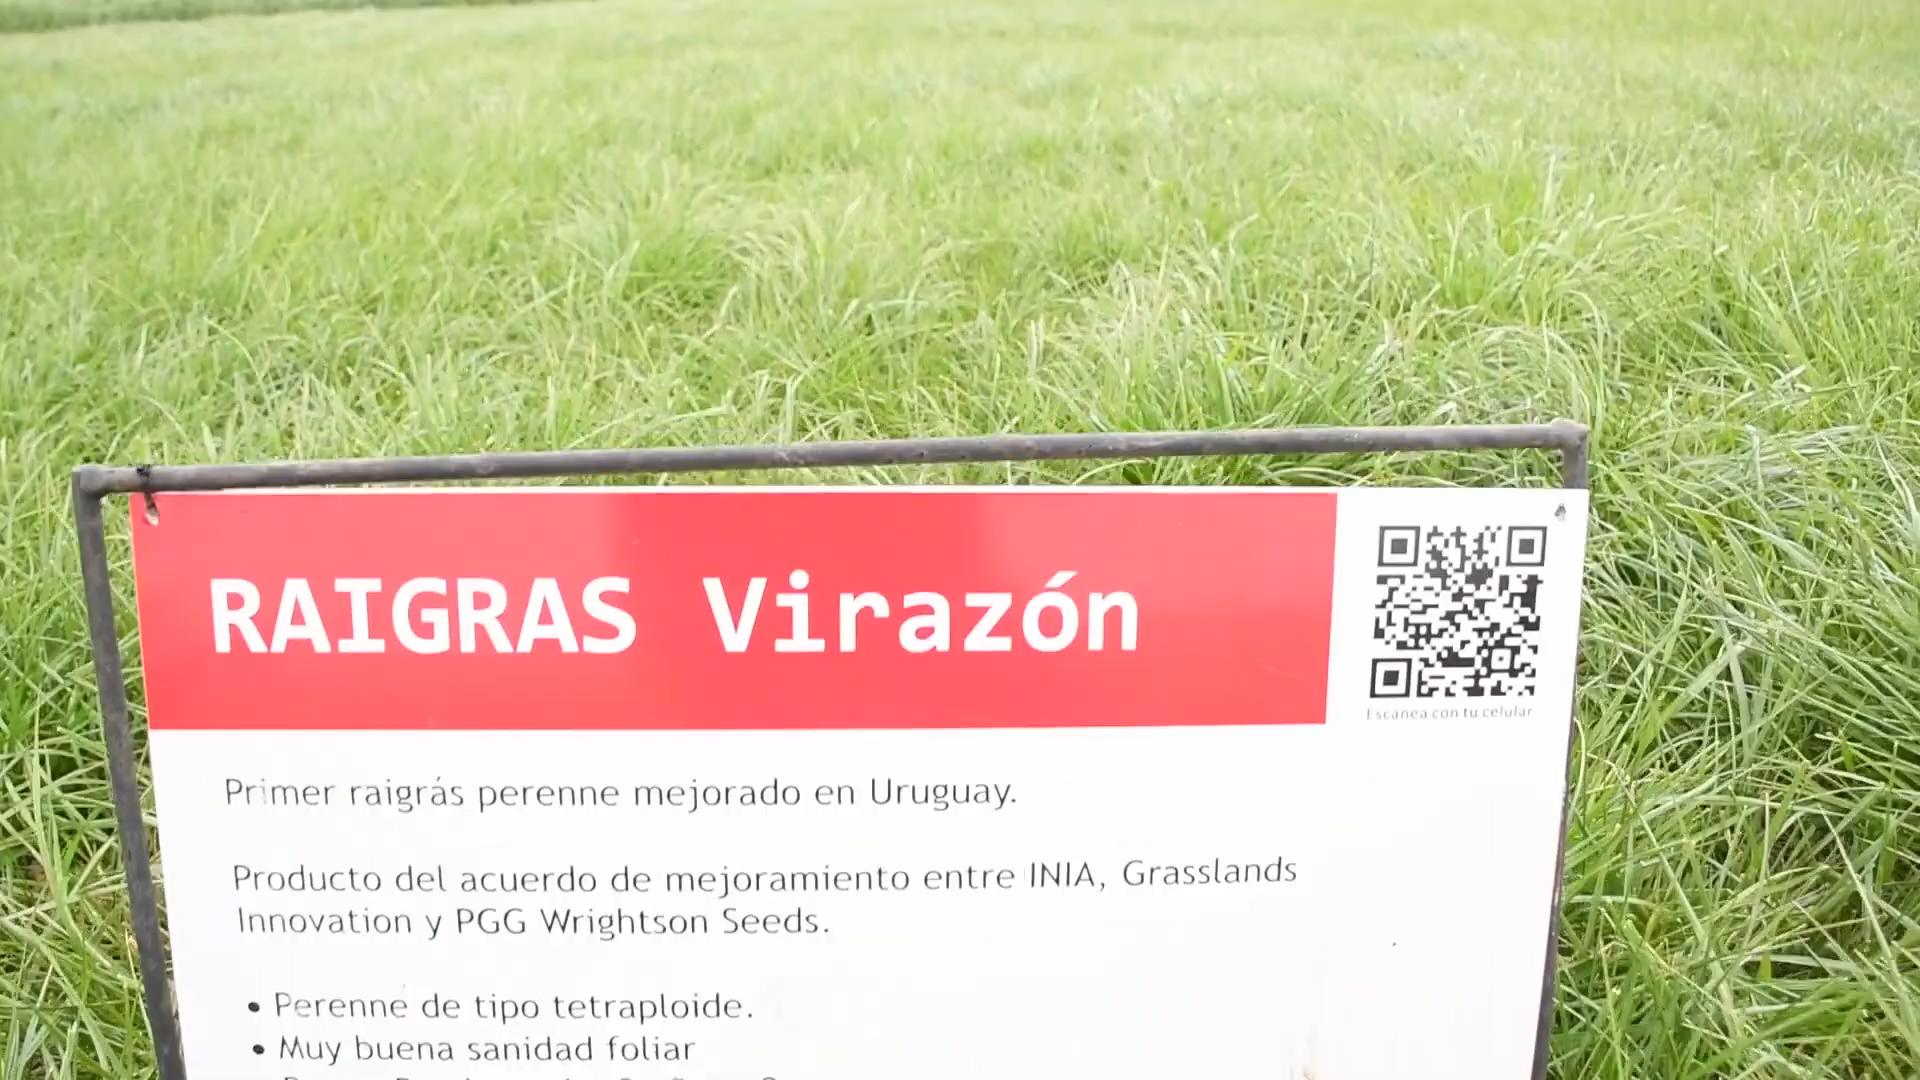 RAIGRAS Virazón
Escanea con tu celular
Primer raigrás perenne mejorado en Uruguay.
Producto del acuerdo de mejoramiento entre INIA, Grasslands
Innovation y PGG Wrightson Seeds.
• Perenne de tipo tetraploide.
• Muy buena sanidad foliar